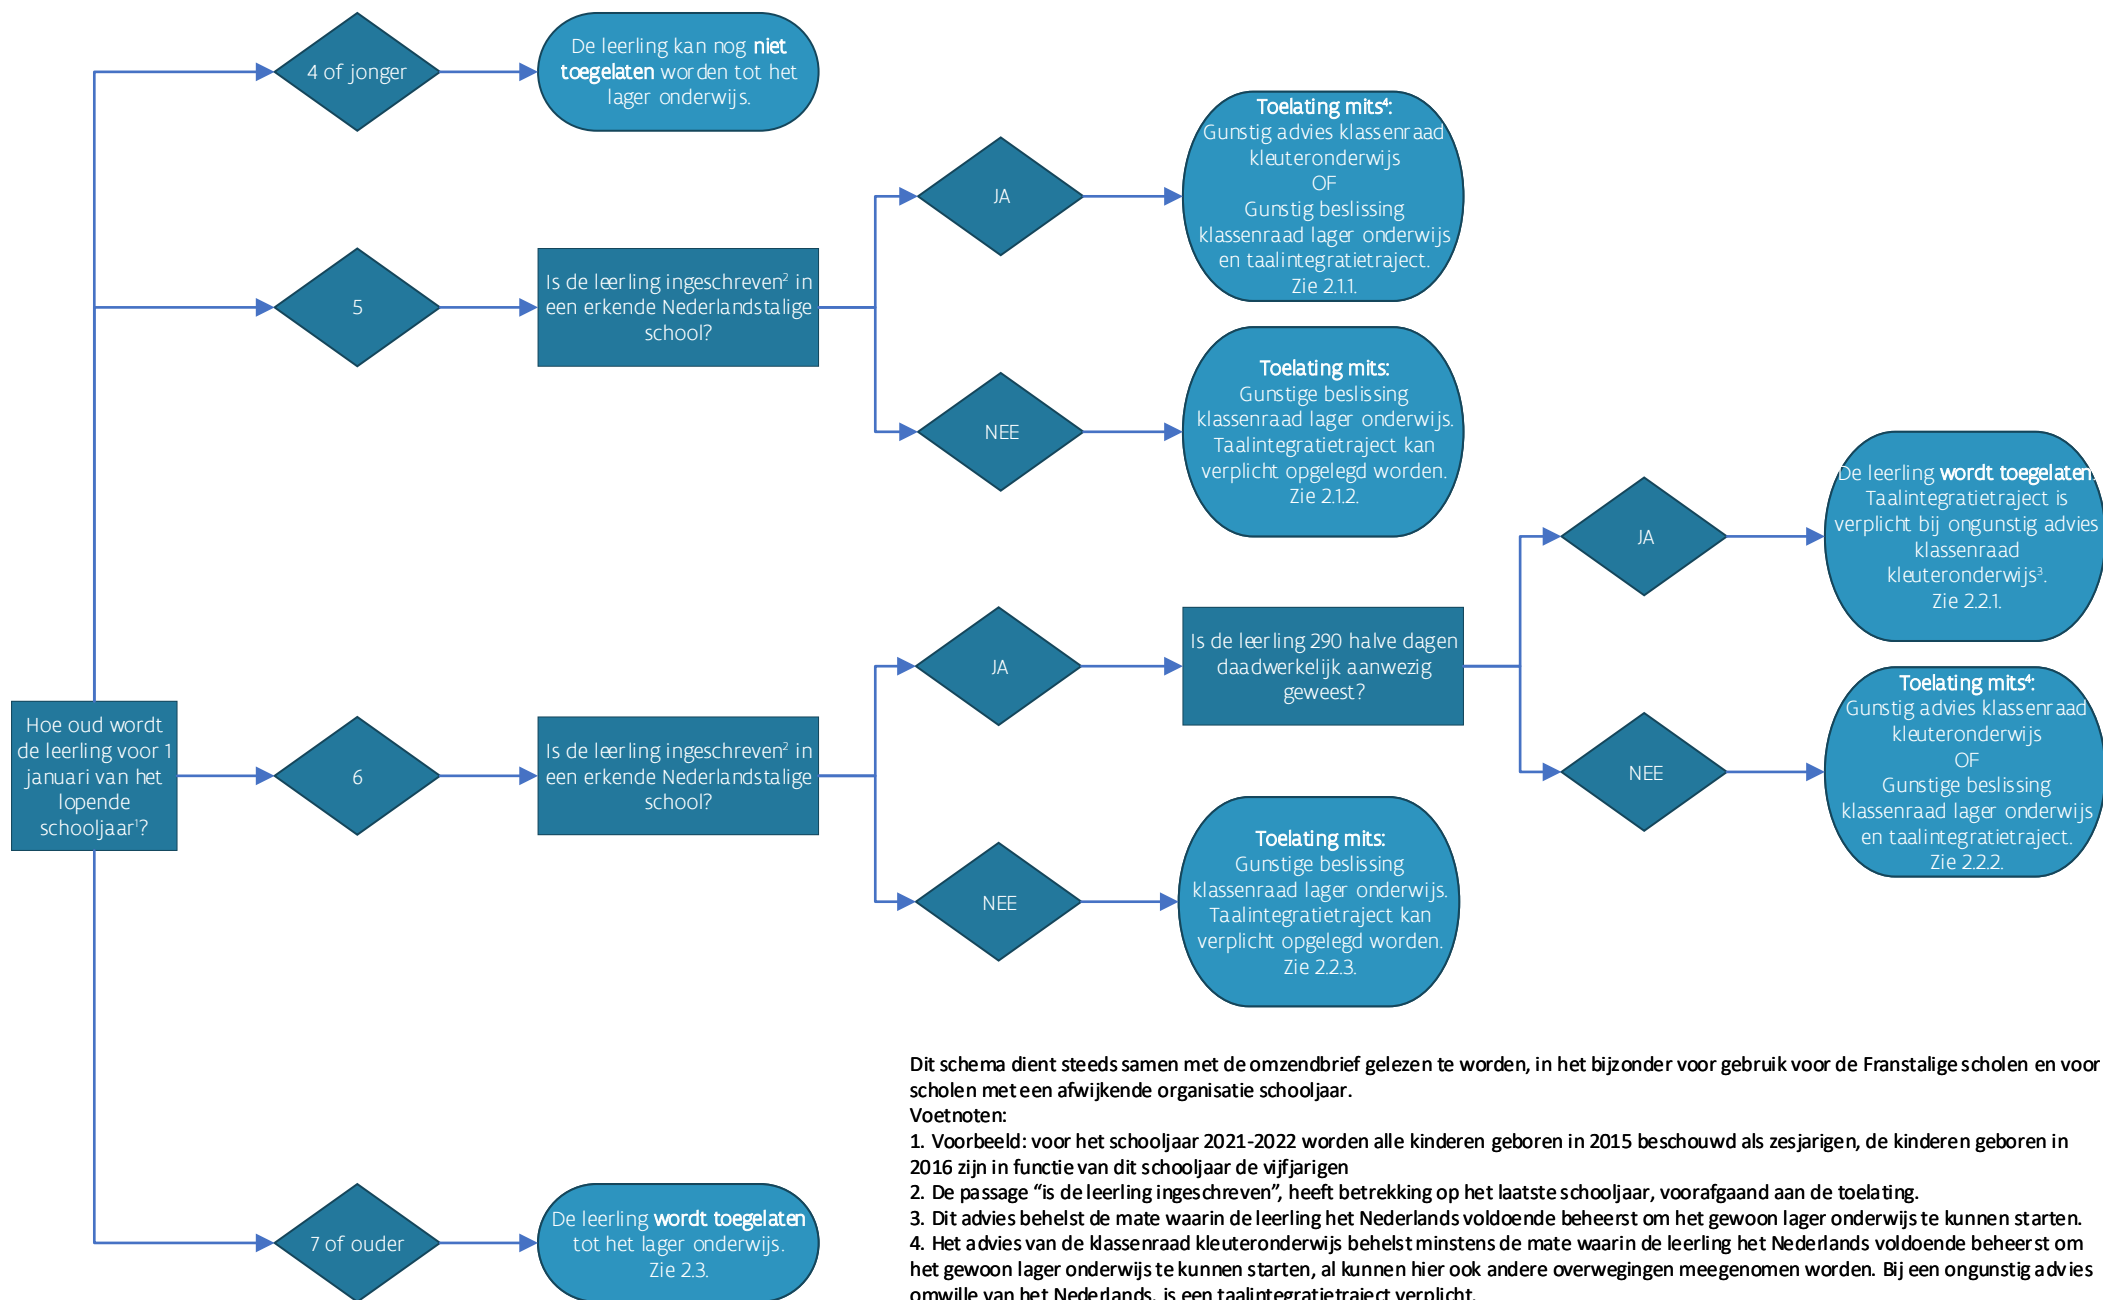 4 of jonger
De leerling kan nog niet
toegelaten worden tot het
lager onderwijs.
5
Is de leerling ingeschreven² in
een erkende Nederlandstalige
school?
JA
Toelating mits⁴:
Gunstig advies klassenraad
kleuteronderwijs
OF
Gunstig beslissing
klassenraad lager onderwijs
en taalintegratietraject.
Zie 2.1.1.
NEE
Toelating mits:
Gunstige beslissing
klassenraad lager onderwijs.
Taalintegratietraject kan
verplicht opgelegd worden.
Zie 2.1.2.
Hoe oud wordt
de leerling voor 1
januari van het
lopende
schooljaar¹?
6
Is de leerling ingeschreven² in
een erkende Nederlandstalige
school?
JA
Is de leerling 290 halve dagen
daadwerkelijk aanwezig
geweest?
JA
De leerling wordt toegelaten.
Taalintegratietraject is
verplicht bij ongunstig advies
klassenraad
kleuteronderwijs³.
Zie 2.2.1.
NEE
Toelating mits⁴:
Gunstig advies klassenraad
kleuteronderwijs
OF
Gunstige beslissing
klassenraad lager onderwijs
en taalintegratietraject.
Zie 2.2.2.
NEE
Toelating mits:
Gunstige beslissing
klassenraad lager onderwijs.
Taalintegratietraject kan
verplicht opgelegd worden.
Zie 2.2.3.
7 of ouder
De leerling wordt toegelaten
tot het lager onderwijs.
Zie 2.3.
Dit schema dient steeds samen met de omzendbrief gelezen te worden, in het bijzonder voor gebruik voor de Franstalige scholen en voor
scholen met een afwijkende organisatie schooljaar.
Voetnoten:
1. Voorbeeld: voor het schooljaar 2021-2022 worden alle kinderen geboren in 2015 beschouwd als zesjarigen, de kinderen geboren in
2016 zijn in functie van dit schooljaar de vijfjarigen
2. De passage “is de leerling ingeschreven”, heeft betrekking op het laatste schooljaar, voorafgaand aan de toelating.
3. Dit advies behelst de mate waarin de leerling het Nederlands voldoende beheerst om het gewoon lager onderwijs te kunnen starten.
4. Het advies van de klassenraad kleuteronderwijs behelst minstens de mate waarin de leerling het Nederlands voldoende beheerst om
het gewoon lager onderwijs te kunnen starten, al kunnen hier ook andere overwegingen meegenomen worden. Bij een ongunstig advies
omwille van het Nederlands, is een taalintegratietraject verplicht.